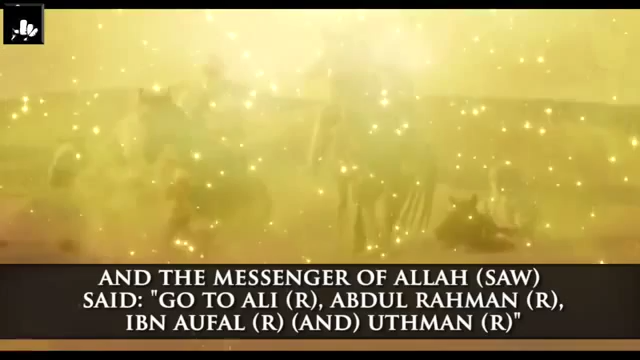 AND THE MESSENGER OF ALLAH (SAW)
SAID: "GO TO ALI (R), ABDUL RAHMAN (R),
IBN AUFAL (R) (AND) UTHMAN (R)"